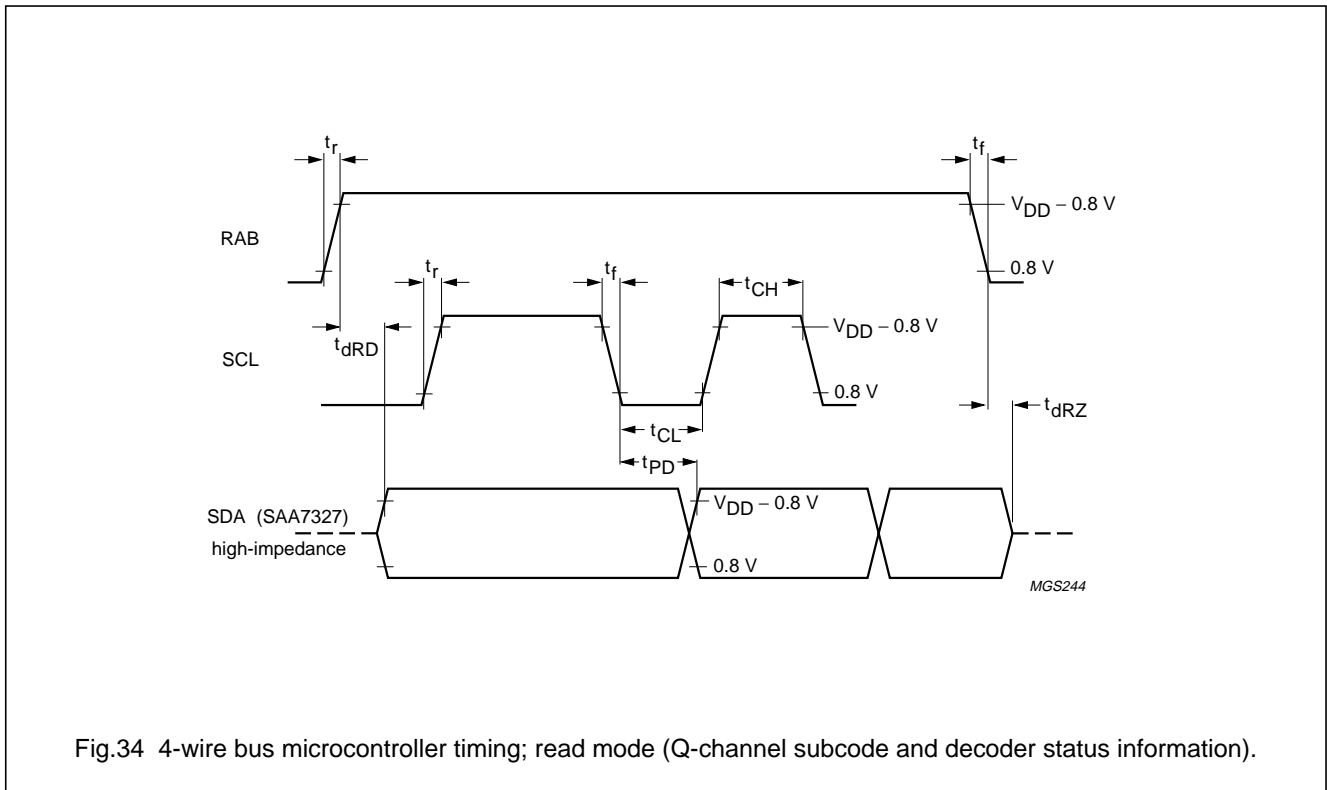 tr
tf
VDD – 0.8 V
RAB
0.8 V
tr
tf
tCH
VDD – 0.8 V
tdRD
SCL
0.8 V
tdRZ
tCL
tPD
VDD – 0.8 V
SDA (SAA7327)
high-impedance
0.8 V
MGS244
Fig.34 4-wire bus microcontroller timing; read mode (Q-channel subcode and decoder status information).